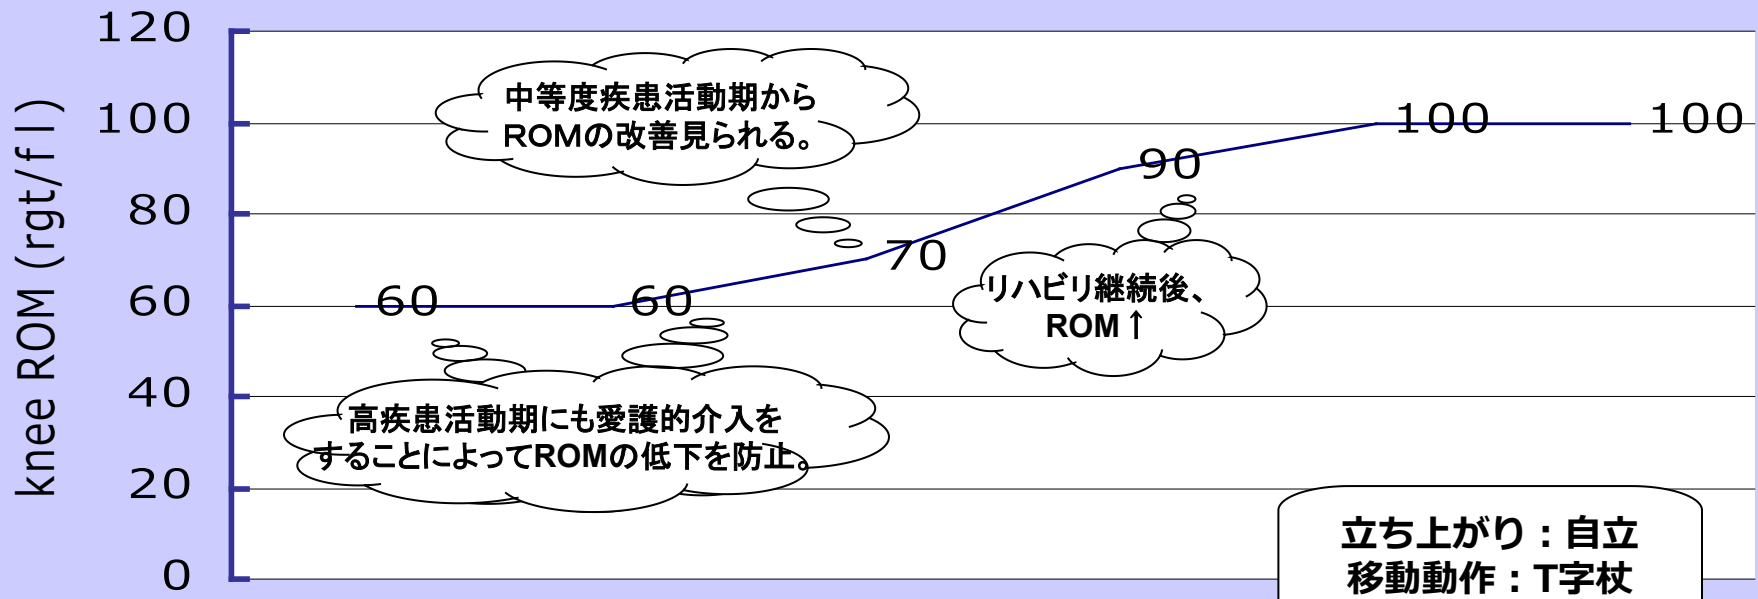 knee ROM (rgt/fl)
120
100
80
60
40
20
0
中等度疾患活動期から
ROMの改善見られる。
60
60
70
90
100
100
リハビリ継続後、
ROM↑
高疾患活動期にも愛護的介入を
することによってROMの低下を防止。
立ち上がり：自立
移動動作：T字杖